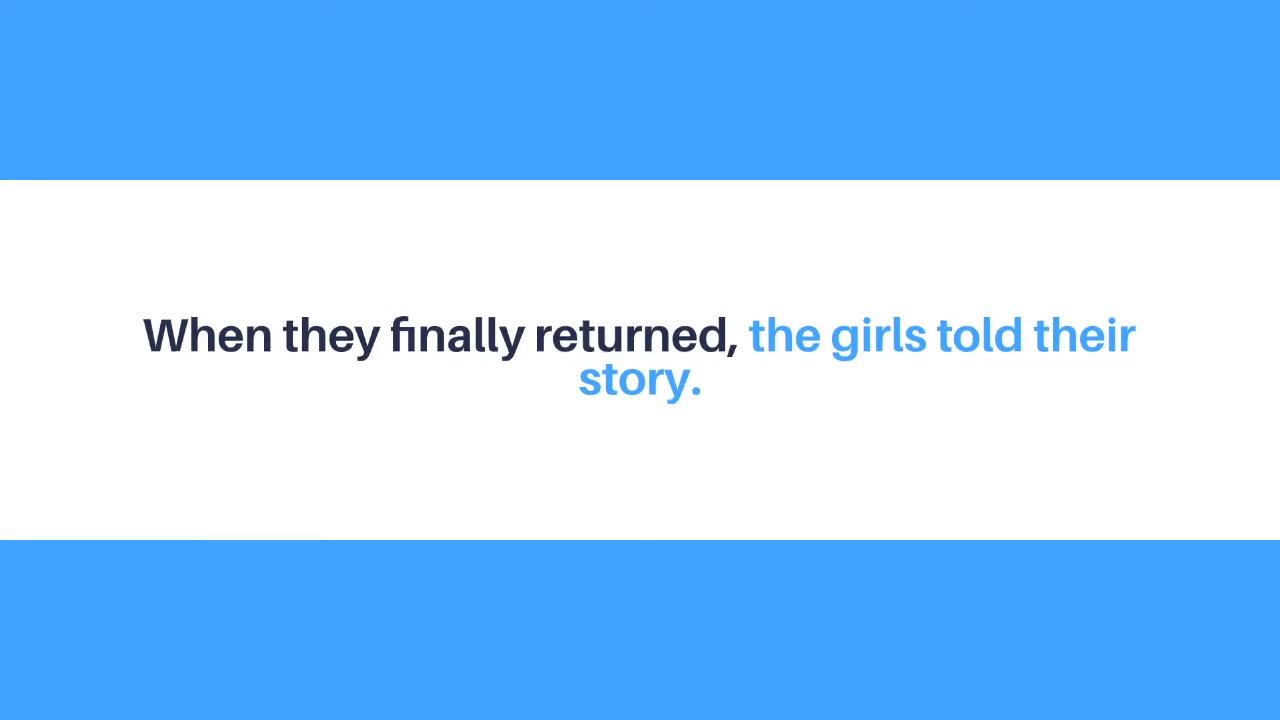 When they finally returned, the girls told their
story.